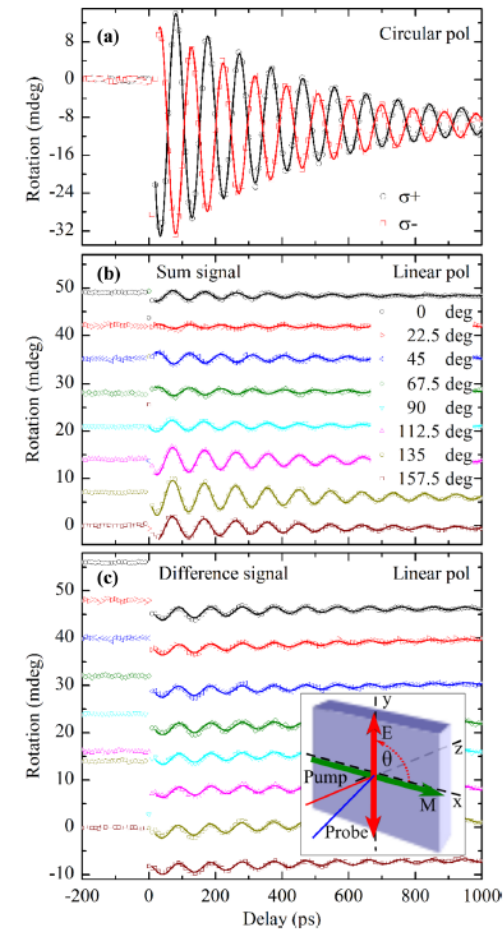 (a) Circular pol
8
0
-8
-16
-24
-32
Rotation (mdeg)
σ+
σ-
(b) Sum signal Linear pol
50
40
30
20
10
0
Rotation (mdeg)
0 deg
22.5 deg
45 deg
67.5 deg
90 deg
112.5 deg
135 deg
157.5 deg
(c) Difference signal Linear pol
50
40
30
20
10
0
-10
Rotation (mdeg)
y
E
z
θ
Pump
M
x
Probe
-200 0 200 400 600 800 1000
Delay (ps)